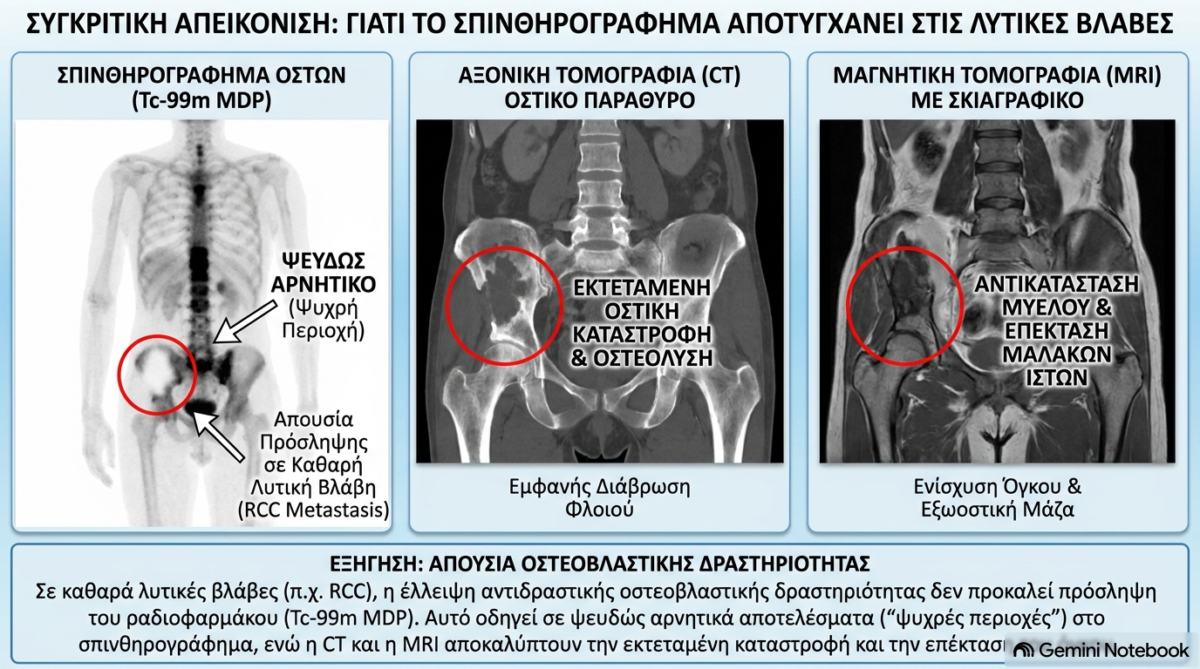 ΣΥΓΚΡΙΤΙΚΗ ΑΠΕΙΚΟΝΙΣΗ: ΓΙΑΤΙ ΤΟ ΣΠΙΝΘΗΡΟΓΡΑΦΗΜΑ ΑΠΟΤΥΓΧΑΝΕΙ ΣΤΙΣ ΛΥΤΙΚΕΣ ΒΛΑΒΕΣ
ΣΠΙΝΘΗΡΟΓΡΑΦΗΜΑ ΟΣΤΩΝ
(Tc-99m MDP)
ΨΕΥΔΩΣ
ΑΡΝΗΤΙΚΟ
(Ψυχρή
Περιοχή)
Απουσία
Πρόσληψης
σε Καθαρή
Λυτική Βλάβη
(RCC Metastasis)
ΑΞΟΝΙΚΗ ΤΟΜΟΓΡΑΦΙΑ (CT)
ΟΣΤΙΚΟ ΠΑΡΑΘΥΡΟ
ΕΚΤΕΤΑΜΕΝΗ
ΟΣΤΙΚΗ
ΚΑΤΑΣΤΡΟΦΗ
& ΟΣΤΕΟΛΥΣΗ
Εμφανής Διάβρωση
Φλοιού
ΜΑΓΝΗΤΙΚΗ ΤΟΜΟΓΡΑΦΙΑ (MRI)
ΜΕ ΣΚΙΑΓΡΑΦΙΚΟ
ΑΝΤΙΚΑΤΑΣΤΑΣΗ
ΜΥΕΛΟΥ &
ΕΠΕΚΤΑΣΗ
ΜΑΛΑΚΩΝ
ΙΣΤΩΝ
Ενίσχυση Όγκου &
Εξωοστική Μάζα
ΕΞΗΓΗΣΗ: ΑΠΟΥΣΙΑ ΟΣΤΕΟΒΛΑΣΤΙΚΗΣ ΔΡΑΣΤΗΡΙΟΤΗΤΑΣ
Σε καθαρά λυτικές βλάβες (π.χ. RCC), η έλλειψη αντιδραστικής οστεοβλαστικής δραστηριότητας δεν προκαλεί πρόσληψη
του ραδιοφαρμάκου (Tc-99m MDP). Αυτό οδηγεί σε ψευδώς αρνητικά αποτελέσματα (“ψυχρές περιοχές”) στο
σπινθηρογράφημα, ενώ η CT και η MRI αποκαλύπτουν την εκτεταμένη καταστροφή και την
Gemini Notebook